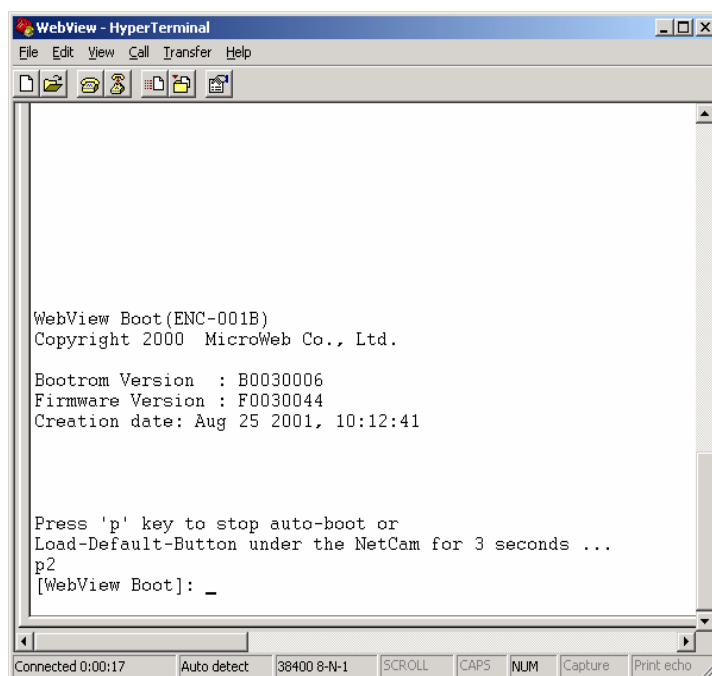 WebView - HyperTerminal
File Edit View Call Transfer Help
WebView Boot(ENC-001B)
Copyright 2000  MicroWeb Co., Ltd.
Bootrom Version  : B0030006
Firmware Version : F0030044
Creation date: Aug 25 2001, 10:12:41
Press 'p' key to stop auto-boot or
Load-Default-Button under the NetCam for 3 seconds ...
p2
[WebView Boot]: _
Connected 0:00:17 Auto detect 38400 8-N-1 SCROLL CAPS NUM Capture Print echo